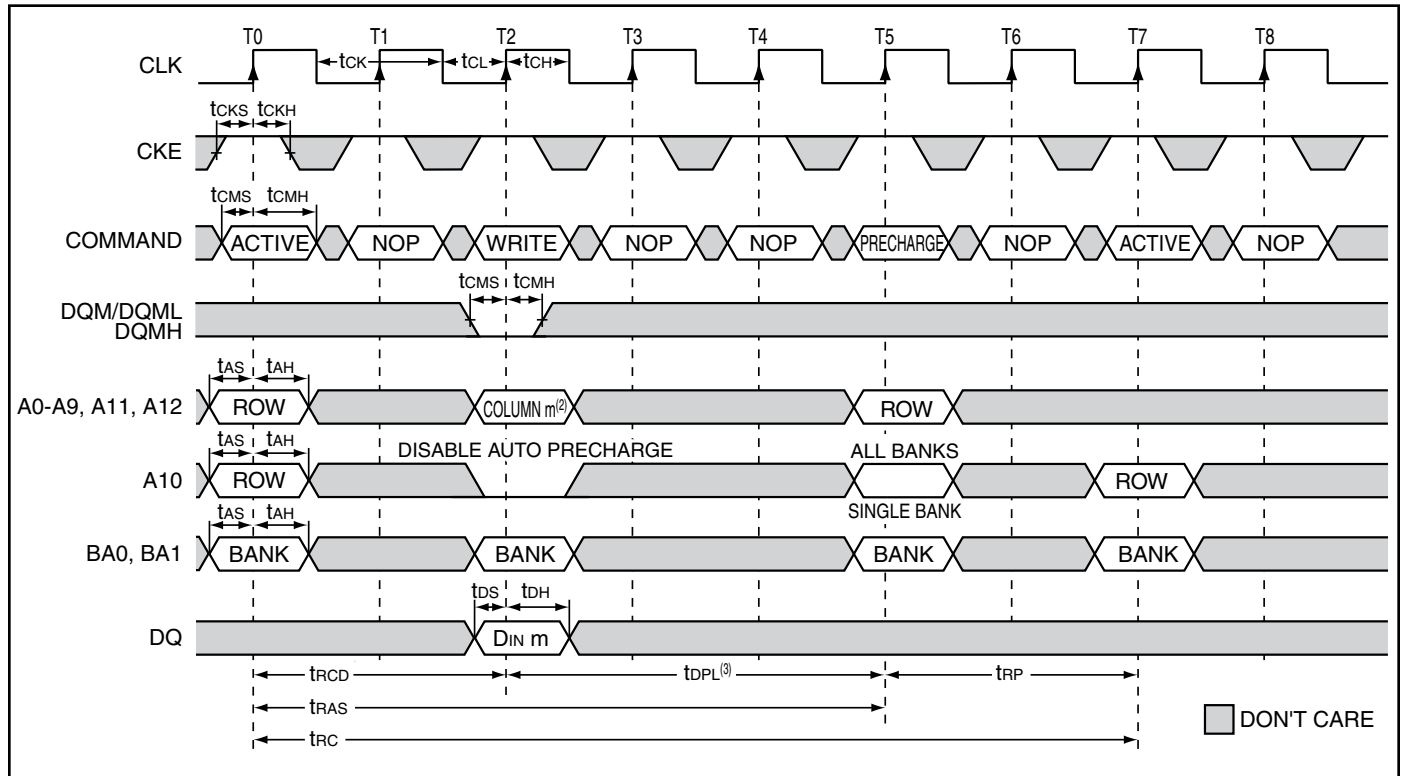 T0 T1 T2 T3 T4 T5 T6 T7 T8
CLK tCK tCL tCH
tCKS tCKH
CKE
tCMS tCMH
COMMAND ACTIVE NOP WRITE NOP NOP PRECHARGE NOP ACTIVE NOP
tCMS tCMH
DQM/DQML
DQMH
tAS tAH
A0-A9, A11, A12 ROW COLUMN m(2) ROW
tAS tAH DISABLE AUTO PRECHARGE ALL BANKS
A10 ROW ROW
tAS tAH SINGLE BANK
BA0, BA1 BANK BANK BANK BANK
tDS tDH
DQ DIN m
tRCD tDPL(3) tRP
tRAS
DON'T CARE
tRC